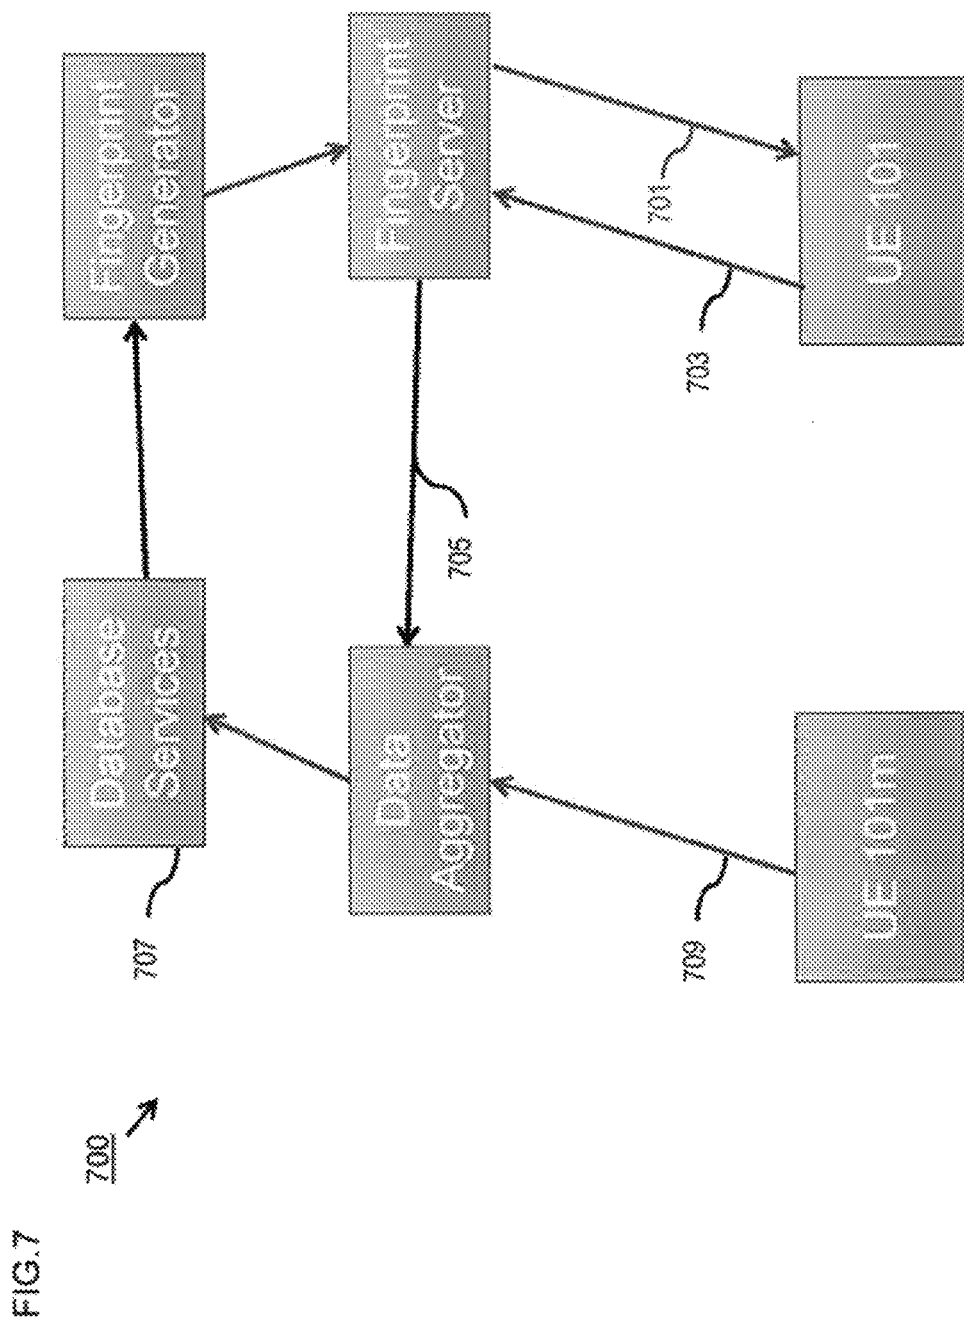 FIG.7
700
707
Database
Services
Fingerprint
Generator
Data
Aggregator
705
Fingerprint
Server
709
703
701
UE 101m
UE 101